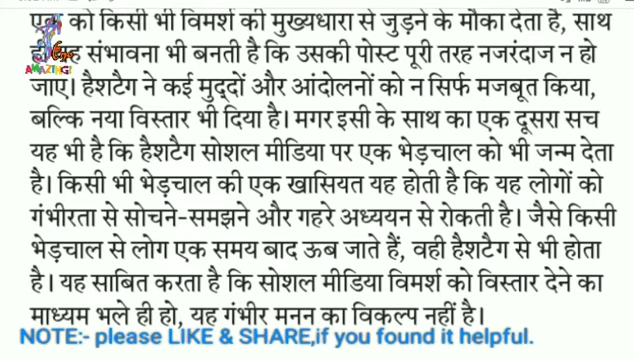 को किसी भी विमर्श की मुख्यधारा से जुड़ने के मौका देता है, साथ
संभावना भी बनती है कि उसकी पोस्ट पूरी तरह नजरंदाज न हो
AMAZING!
जाए। हैशटैग ने कई मुद्दों और आंदोलनों को न सिर्फ मजबूत किया,
बल्कि नया विस्तार भी दिया है। मगर इसी के साथ का एक दूसरा सच
यह भी है कि हैशटैग सोशल मीडिया पर एक भेड़चाल को भी जन्म देता
है। किसी भी भेड़चाल की एक खासियत यह होती है कि यह लोगों को
गंभीरता से सोचने-समझने और गहरे अध्ययन से रोकती है। जैसे किसी
भेड़चाल से लोग एक समय बाद ऊब जाते हैं, वही हैशटैग से भी होता
है। यह साबित करता है कि सोशल मीडिया विमर्श को विस्तार देने का
माध्यम भले ही हो, यह गंभीर मनन का विकल्प नहीं है।
NOTE:- please LIKE & SHARE,if you found it helpful.